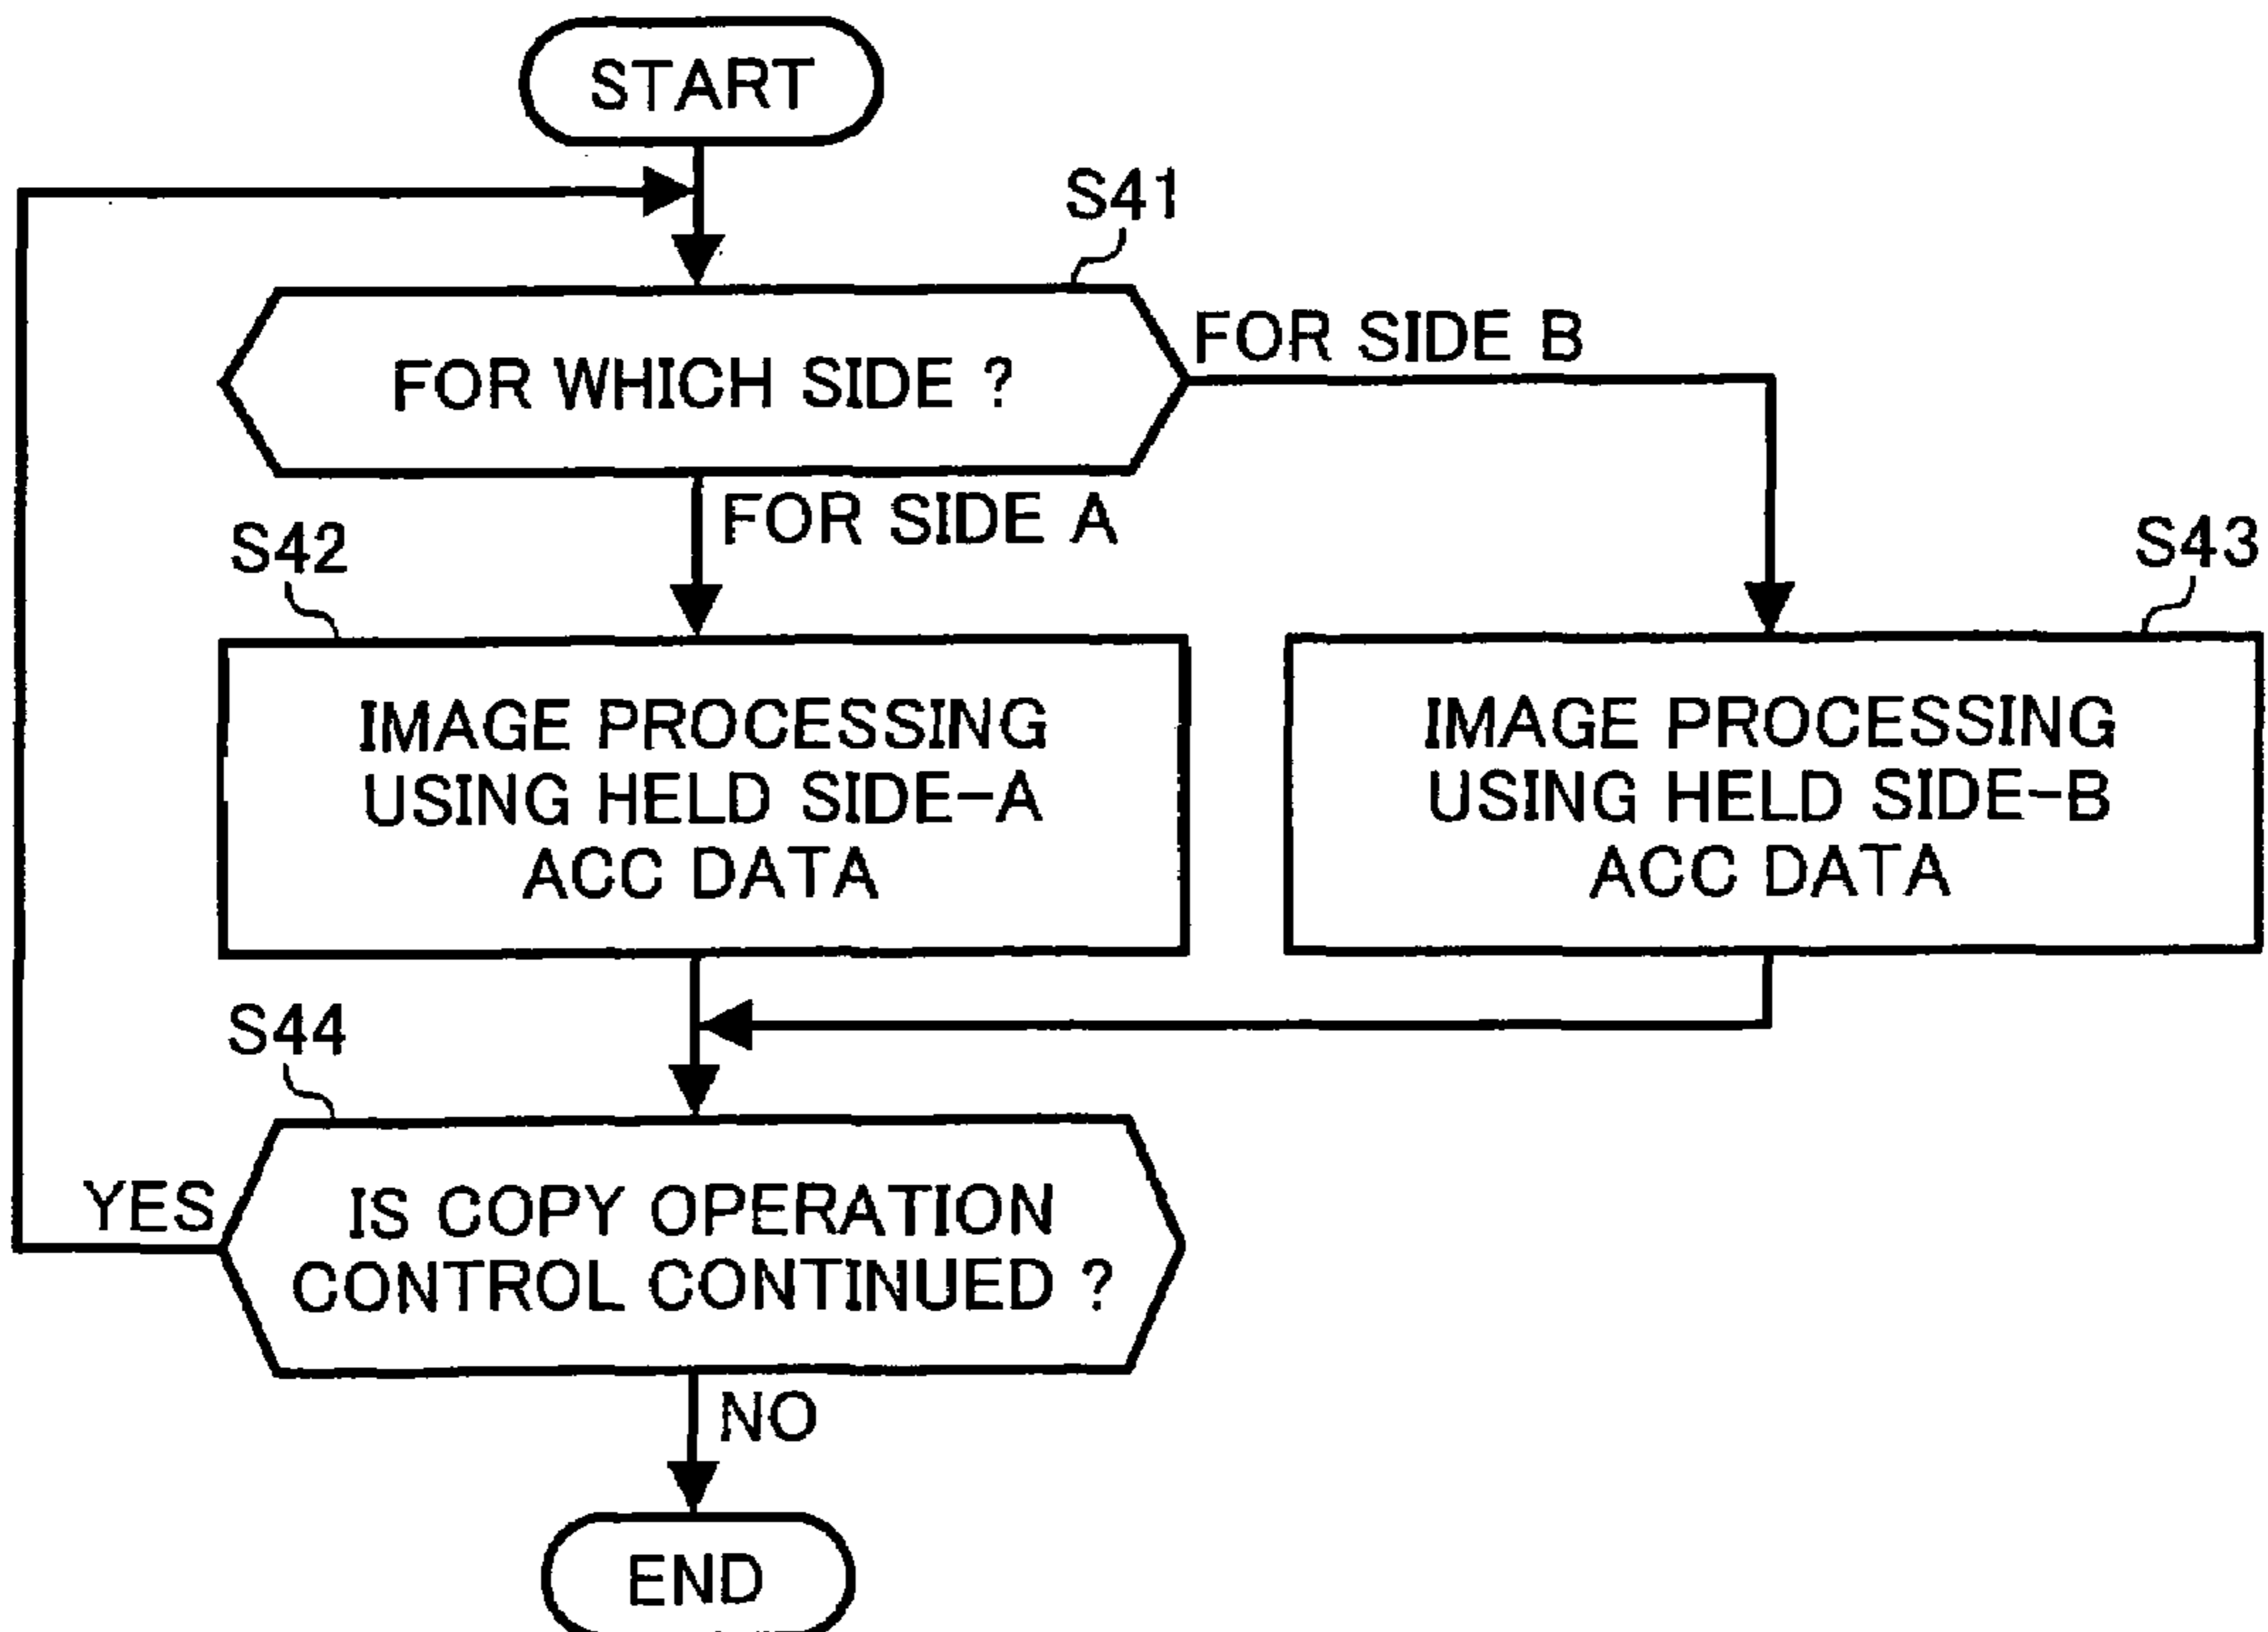 START
S41
FOR WHICH SIDE ?
FOR SIDE B
FOR SIDE A
S42
S43
IMAGE PROCESSING
USING HELD SIDE-A
ACC DATA
IMAGE PROCESSING
USING HELD SIDE-B
ACC DATA
S44
YES
IS COPY OPERATION
CONTROL CONTINUED ?
NO
END